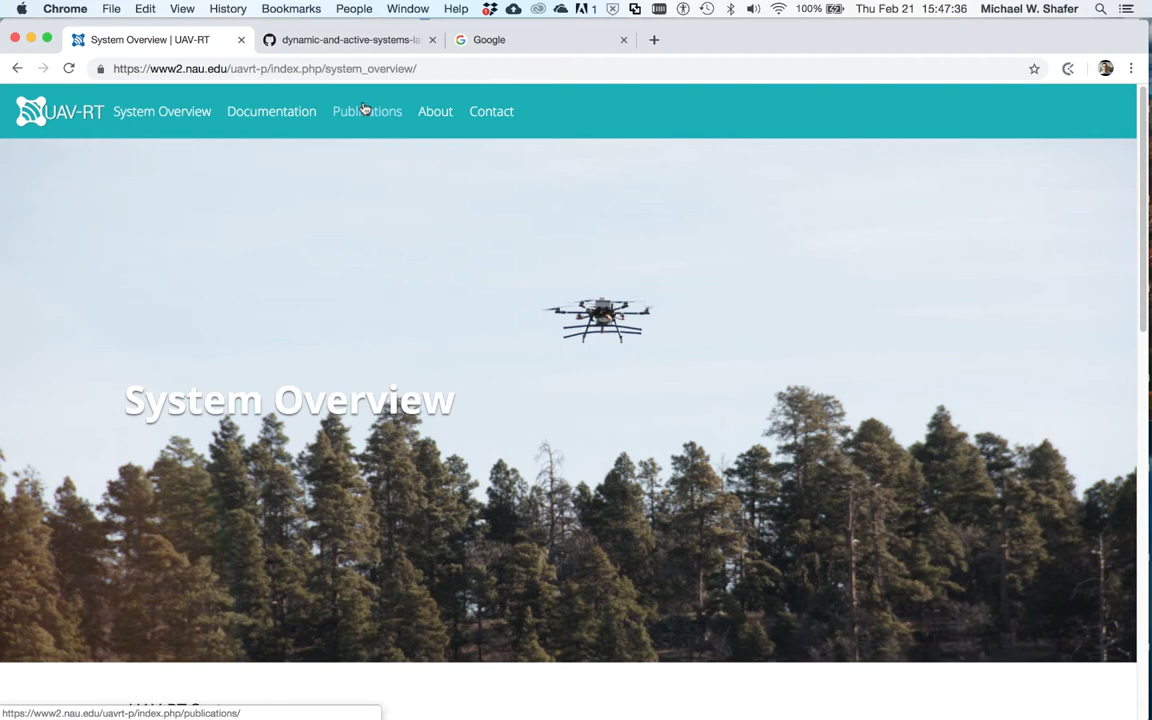 Chrome File Edit View History Bookmarks People Window Help 1 100% Thu Feb 21 15:47:36 Michael W. Shafer
System Overview | UAV-RT dynamic-and-active-systems-la Google
https://www2.nau.edu/uavrt-p/index.php/system_overview/
UAV-RT System Overview Documentation Publications About Contact
System Overview
https://www2.nau.edu/uavrt-p/index.php/publications/